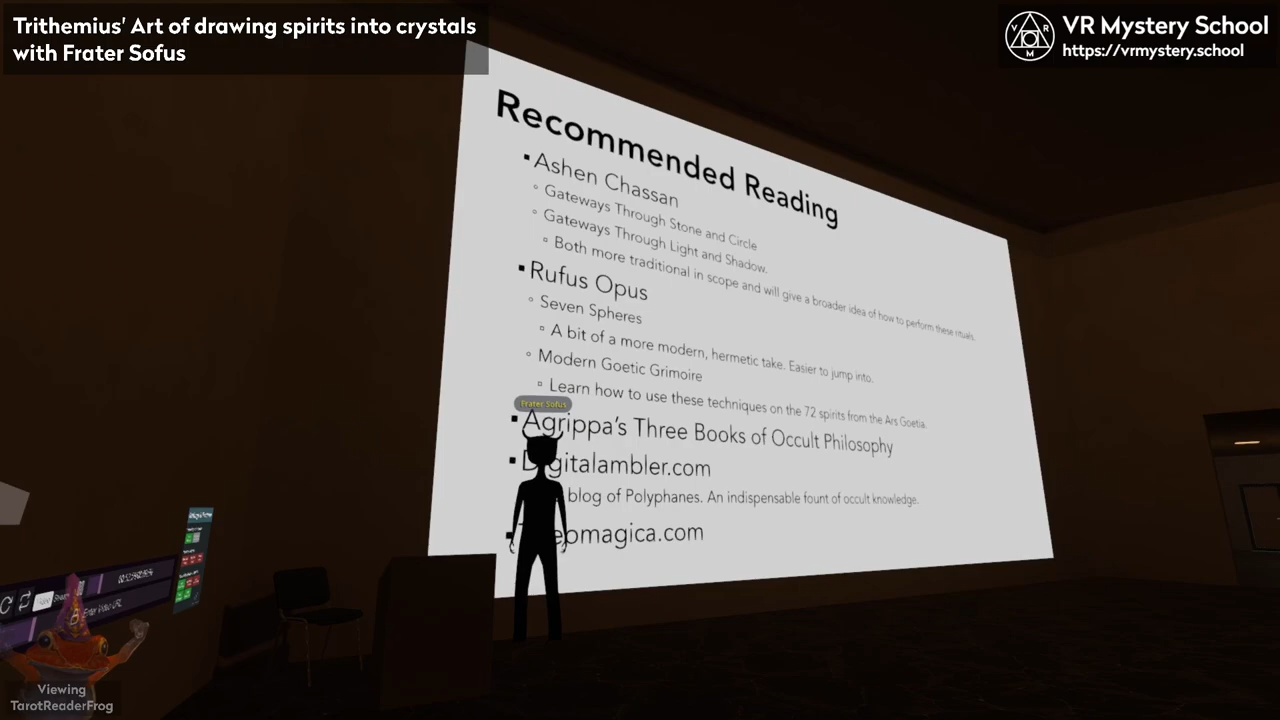 Trithemius' Art of drawing spirits into crystals
with Frater Sofus
V R
M
VR Mystery School
https://vrmystery.school
Recommended Reading
▪ Ashen Chassan
◦ Gateways Through Stone and Circle
◦ Gateways Through Light and Shadow.
▫ Both more traditional in scope and will give a broader idea of how to perform these rituals.
▪ Rufus Opus
◦ Seven Spheres
▫ A bit of a more modern, hermetic take. Easier to jump into.
◦ Modern Goetic Grimoire
▫ Learn how to use these techniques on the 72 spirits from the Ars Goetia.
Frater Sofus
▪ Agrippa's Three Books of Occult Philosophy
▪ Digitalambler.com
blog of Polyphanes. An indispensable fount of occult knowledge.
omagica.com
Enter Video URL
Viewing
TarotReaderFrog